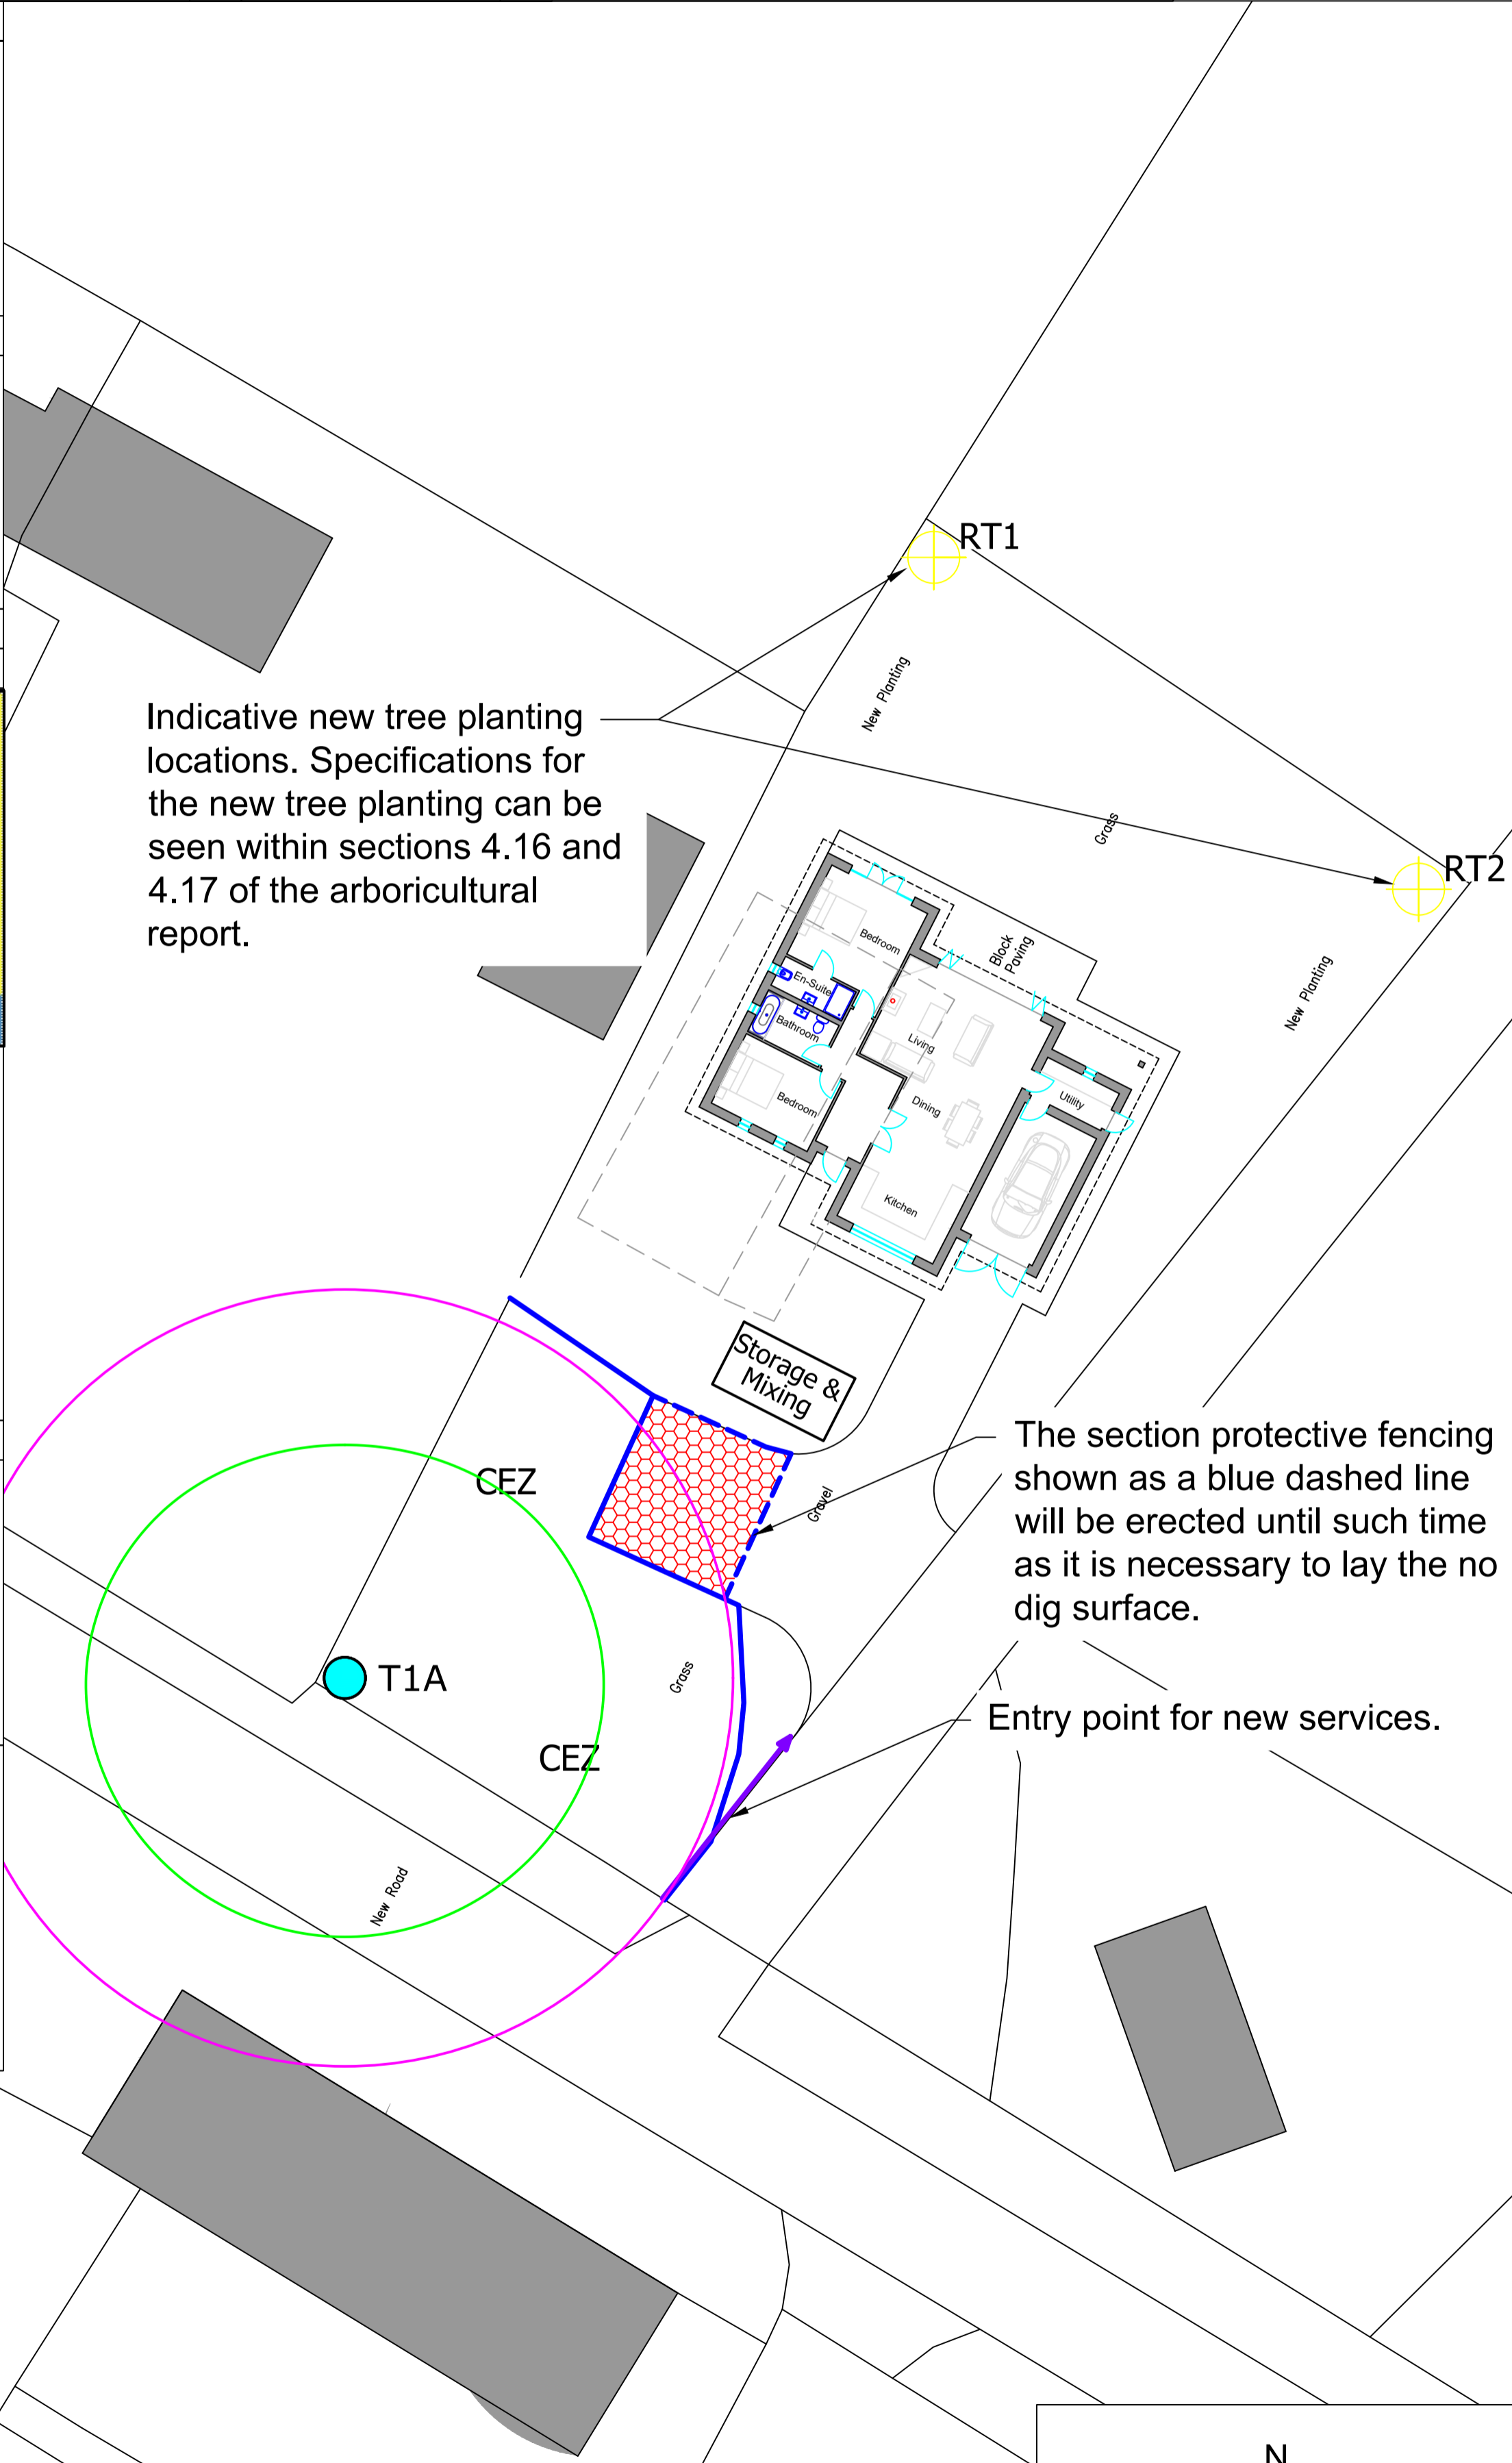 RT1
New Planting
Indicative new tree planting
locations. Specifications for
the new tree planting can be
seen within sections 4.16 and
4.17 of the arboricultural
report.
Grass
RT2
Bedroom
Block
Paving
En-Suite
New Planting
Bathroom
Living
Bedroom
Dining
Utility
Kitchen
Storage &
Mixing
The section protective fencing
shown as a blue dashed line
will be erected until such time
as it is necessary to lay the no
dig surface.
CEZ
Gravel
T1A
Grass
Entry point for new services.
CEZ
New Road
N